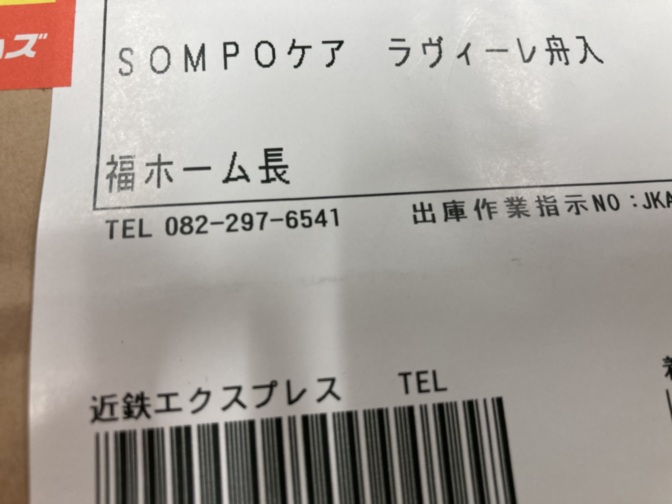 ズ
SOMPOケア ラヴィーレ舟入
福ホーム長
TEL 082-297-6541 出庫作業指示NO:JKA
近鉄エクスプレス TEL